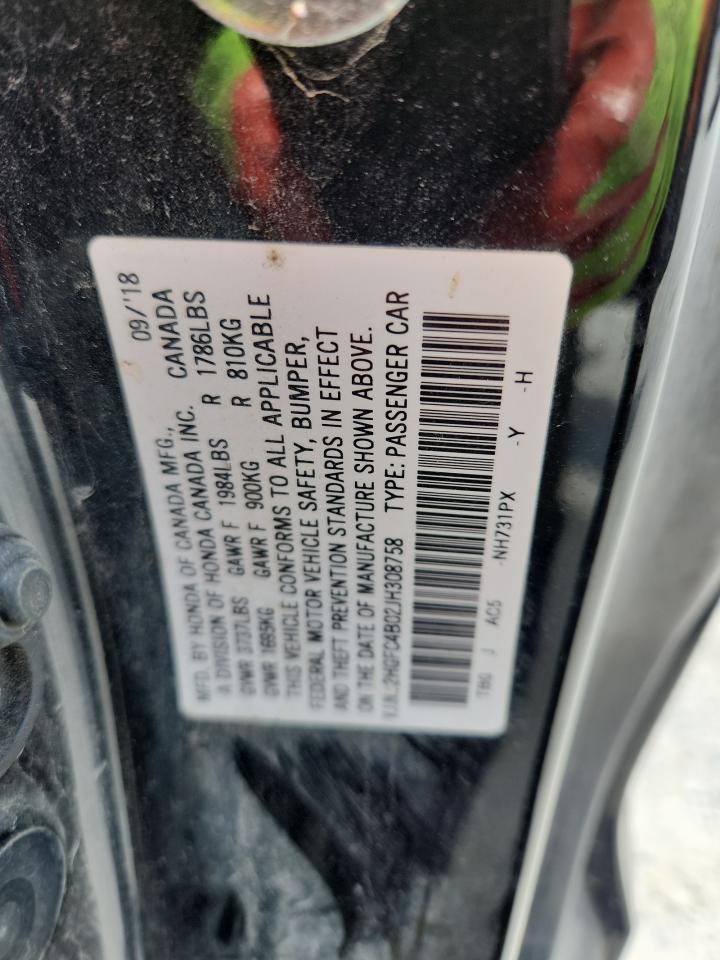 MFD. BY HONDA OF CANADA MFG., 09/'18
A DIVISION OF HONDA CANADA INC. CANADA
GVWR 3737LBS GAWR F 1984LBS R 1786LBS
GVWR 1695KG GAWR F 900KG R 810KG
THIS VEHICLE CONFORMS TO ALL APPLICABLE
FEDERAL MOTOR VEHICLE SAFETY, BUMPER,
AND THEFT PREVENTION STANDARDS IN EFFECT
ON THE DATE OF MANUFACTURE SHOWN ABOVE.
V.I.N.:2HGFC4B02JH308758 TYPE: PASSENGER CAR
J AC5 -NH731PX -Y -H